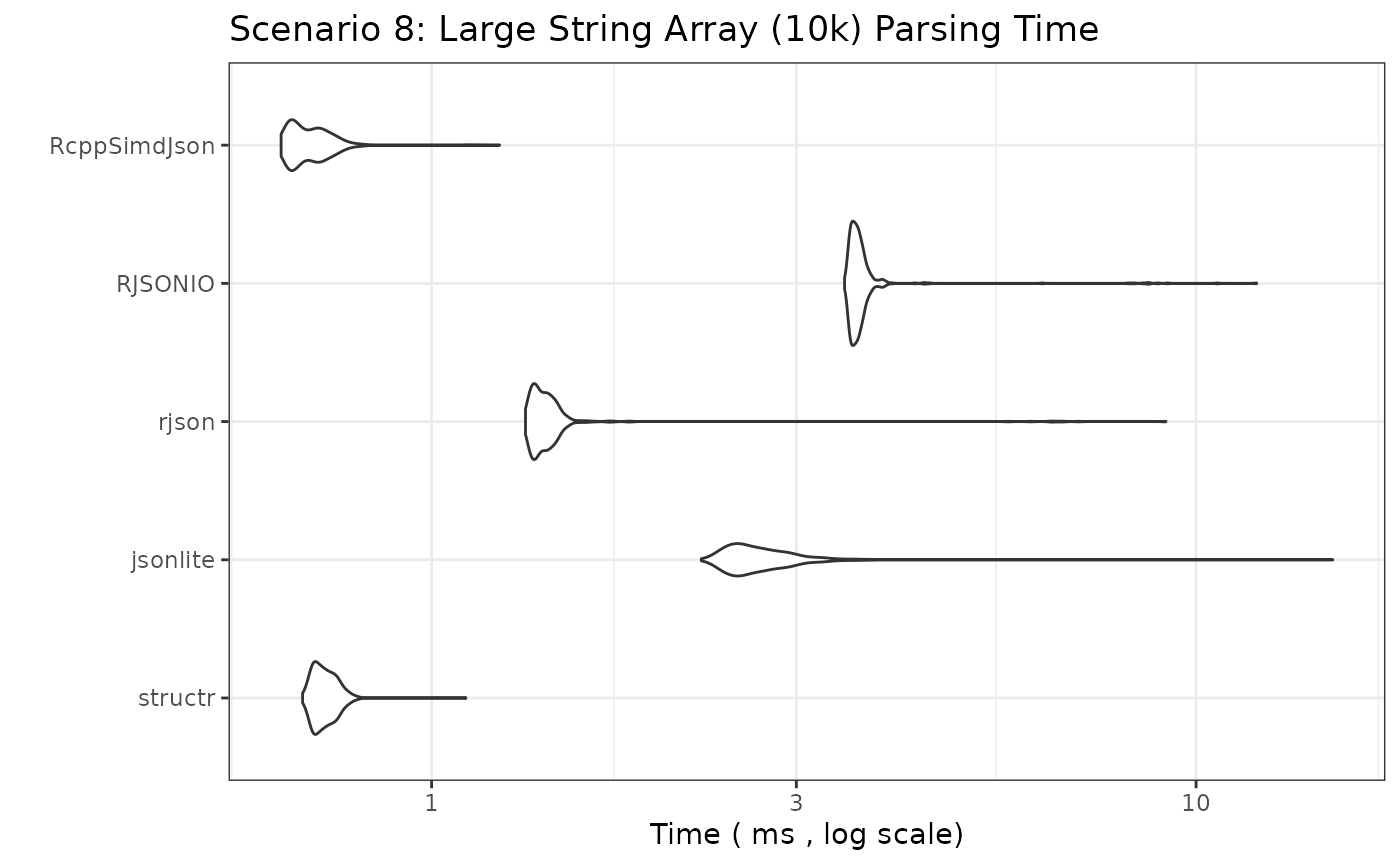 Scenario 8: Large String Array (10k) Parsing Time
RcppSimdJson
RJSONIO
rjson
jsonlite
structr
1 3 10
Time ( ms , log scale)